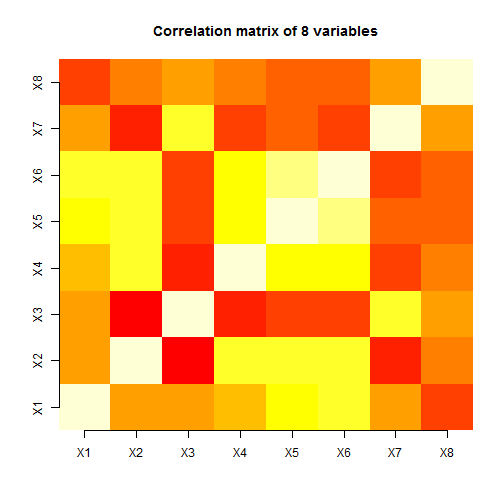 Correlation matrix of 8 variables
X8
X7
X6
X5
X4
X3
X2
X1
X1 X2 X3 X4 X5 X6 X7 X8